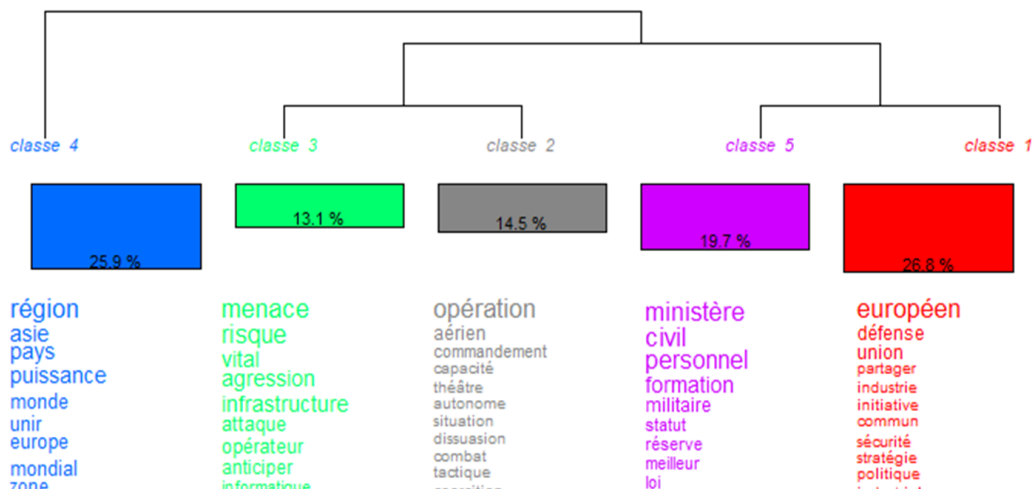 classe 4
classe 3
classe 2
classe 5
classe 1
25.9 %
13.1 %
14.5 %
19.7 %
26.8 %
région
asie
pays
puissance
monde
unir
europe
mondial
zone
menace
risque
vital
agression
infrastructure
attaque
opérateur
anticiper
informatique
opération
aérien
commandement
capacité
théâtre
autonome
situation
dissuasion
combat
tactique
ministère
civil
personnel
formation
militaire
statut
réserve
meilleur
loi
européen
défense
union
partager
industrie
initiative
commun
sécurité
stratégie
politique